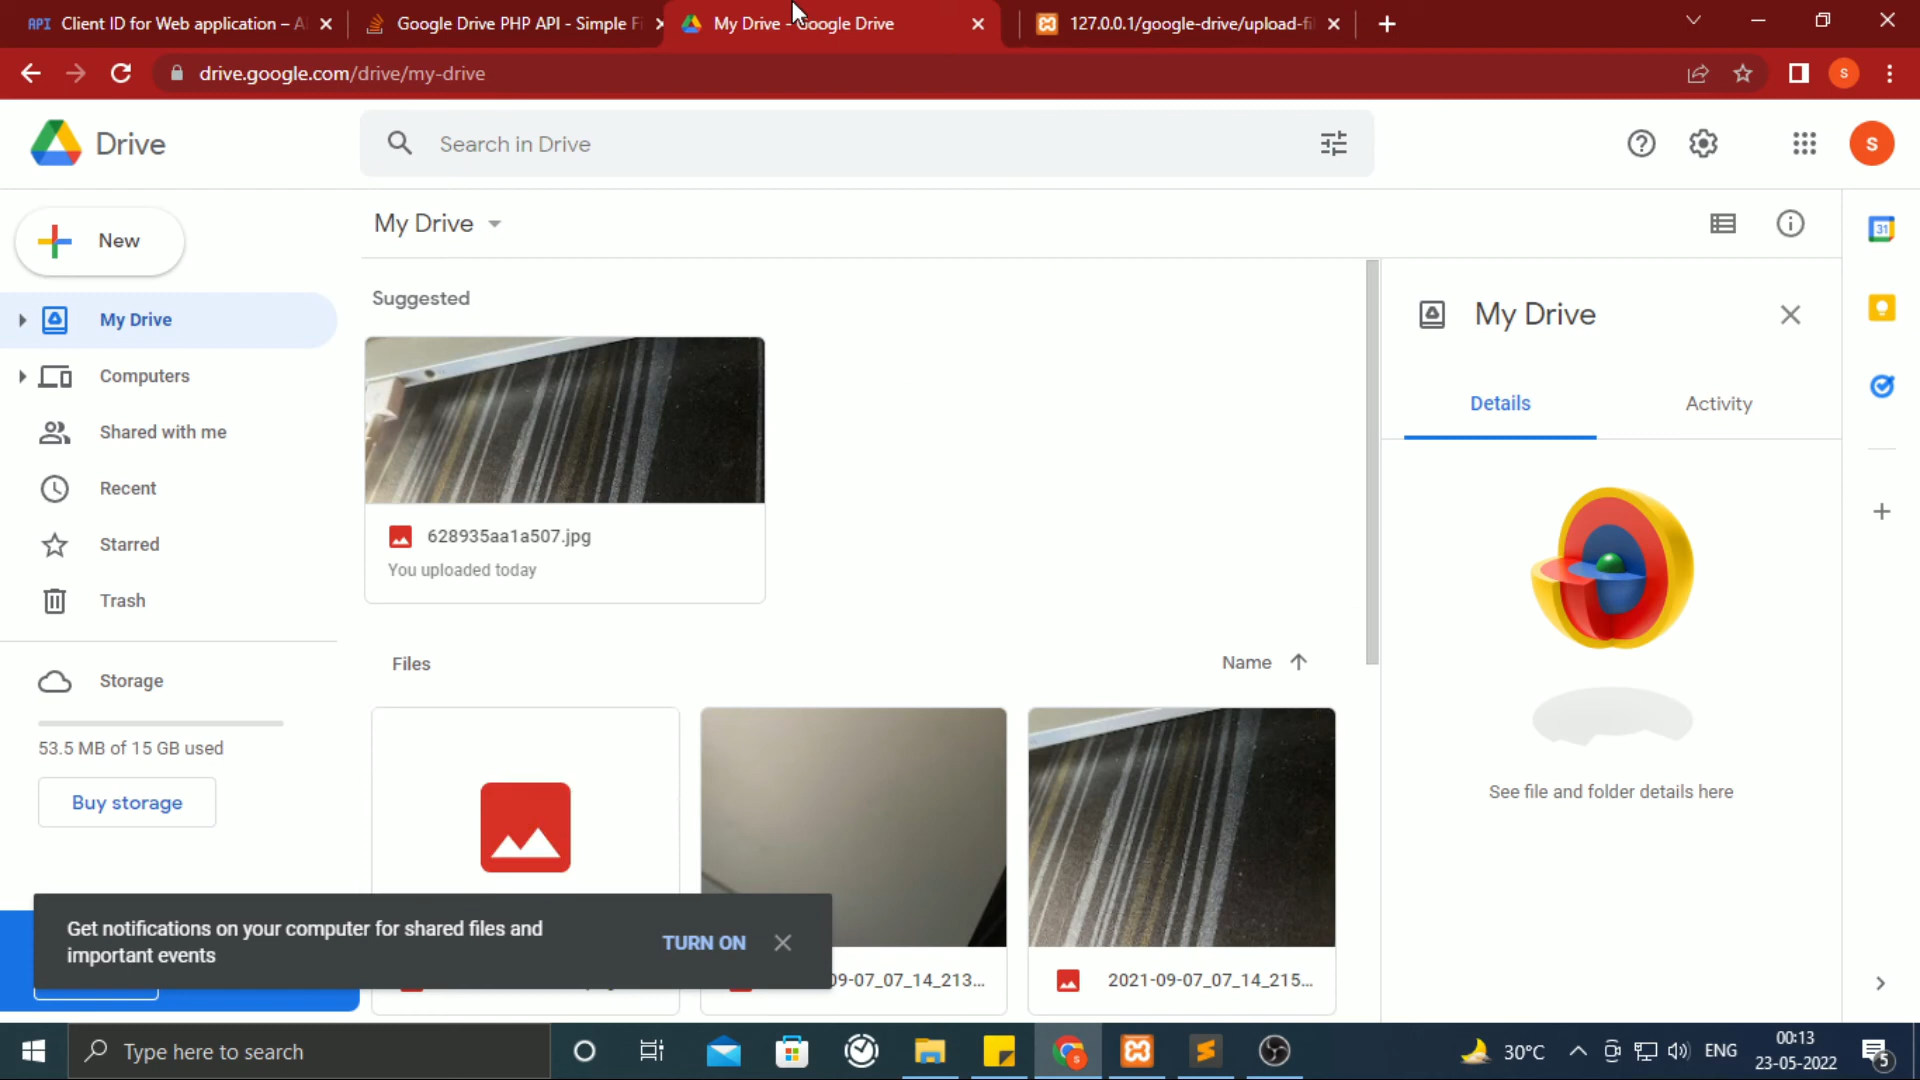 API Client ID for Web application – A
Google Drive PHP API - Simple Fi
My Drive - Google Drive
127.0.0.1/google-drive/upload-fil
drive.google.com/drive/my-drive
S
Drive
Search in Drive
S
New
My Drive
31
My Drive
Computers
Shared with me
Recent
Starred
Trash
Storage
53.5 MB of 15 GB used
Buy storage
Suggested
628935aa1a507.jpg
You uploaded today
Files
Name
My Drive
Details
Activity
See file and folder details here
09-07_07_14_213...
2021-09-07_07_14_215...
Get notifications on your computer for shared files and
important events
TURN ON
Type here to search
30°C
ENG
00:13
23-05-2022
5